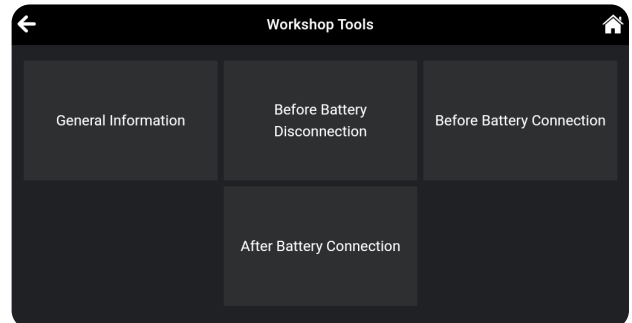 Workshop Tools
General Information
Before Battery
Disconnection
Before Battery Connection
After Battery Connection